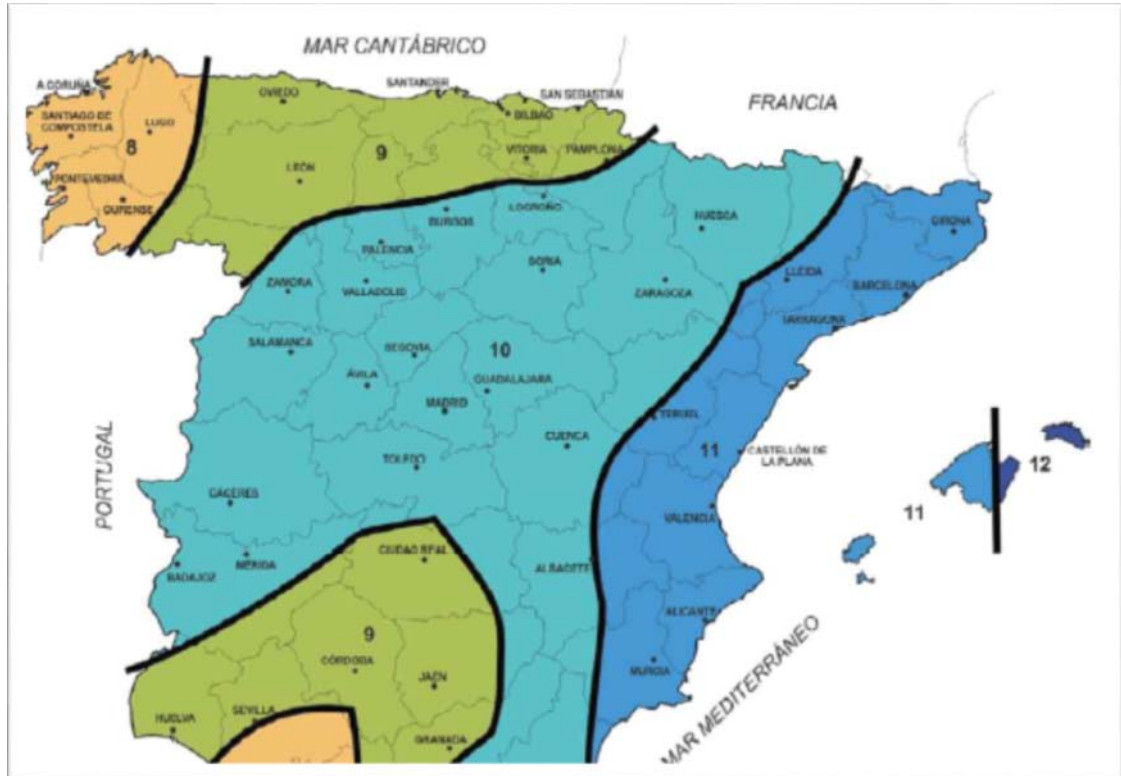 MAR CANTÁBRICO
FRANCIA
A CORUÑA
OVIEDO
SANTANDER
SAN SEBASTIÁN
BILBAO
SANTIAGO DE
COMPOSTELA
LUGO
8
9
VITORIA
PAMPLONA
LEÓN
PONTEVEDRA
OURENSE
LOGROÑO
BURGOS
HUESCA
GIRONA
PALENCIA
SORIA
ZAMORA
VALLADOLID
ZARAGOZA
LLEIDA
BARCELONA
TARRAGONA
SALAMANCA
SEGOVIA
10
ÁVILA
GUADALAJARA
MADRID
TERUEL
PORTUGAL
CUENCA
TOLEDO
11
CASTELLÓN DE
LA PLANA
12
CÁCERES
VALENCIA
11
MÉRIDA
BADAJOZ
CIUDAD REAL
ALBACETE
ALICANTE
9
CÓRDOBA
JAÉN
MURCIA
MAR MEDITERRÁNEO
HUELVA
SEVILLA
GRANADA